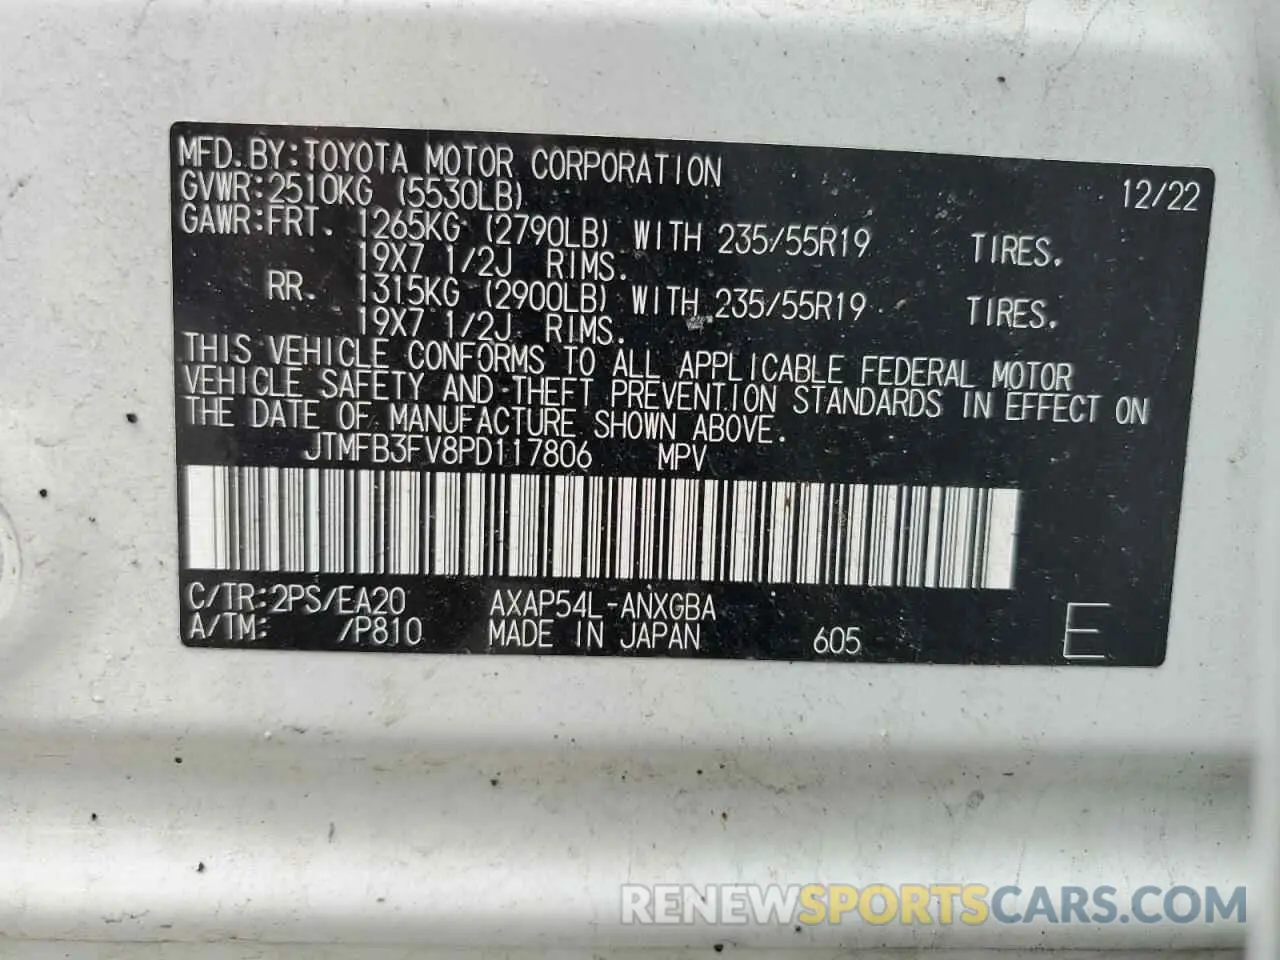 MFD.BY:TOYOTA MOTOR CORPORATION 12/22
GVWR:2510KG (5530LB)
GAWR:FRT. 1265KG (2790LB) WITH 235/55R19 TIRES.
19X7 1/2J RIMS.
RR. 1315KG (2900LB) WITH 235/55R19 TIRES.
19X7 1/2J RIMS.
THIS VEHICLE CONFORMS TO ALL APPLICABLE FEDERAL MOTOR
VEHICLE SAFETY AND THEFT PREVENTION STANDARDS IN EFFECT ON
THE DATE OF MANUFACTURE SHOWN ABOVE.
JTMFB3FV8PD117806 MPV
C/TR:2PS/EA20 AXAP54L-ANXGBA
A/TM: /P810 MADE IN JAPAN 605 E
RENEWSPORTSCARS.COM